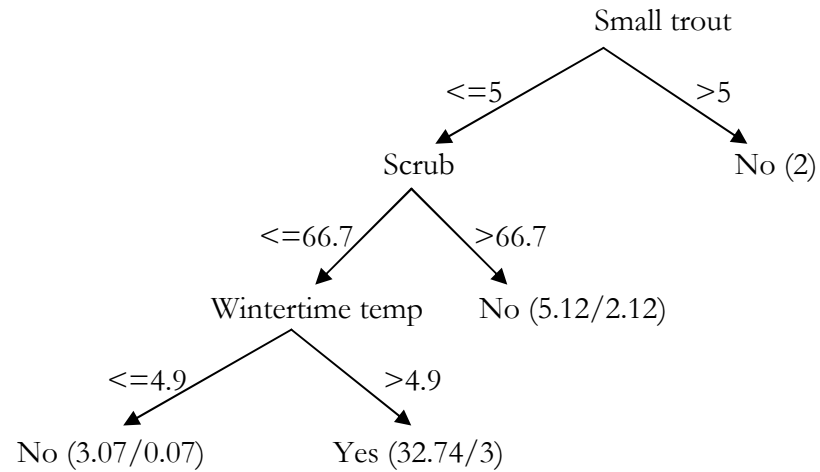 Small trout
<=5
>5
Scrub
No (2)
<=66.7
>66.7
Wintertime temp
No (5.12/2.12)
<=4.9
>4.9
No (3.07/0.07)
Yes (32.74/3)